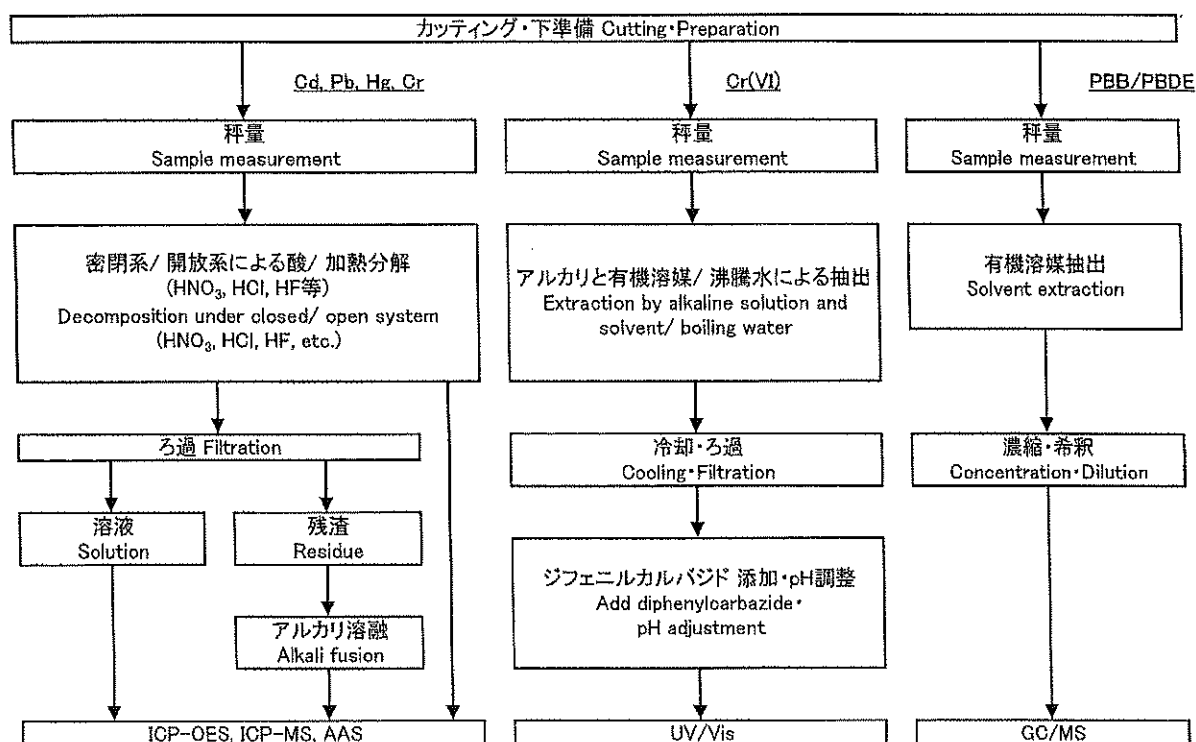 カッティング・下準備 Cutting・Preparation
Cd, Pb, Hg, Cr
秤量
Sample measurement
密閉系/ 開放系による酸/ 加熱分解
(HNO3, HCl, HF等)
Decomposition under closed/ open system
(HNO3, HCl, HF, etc.)
ろ過 Filtration
溶液
Solution
残渣
Residue
アルカリ溶融
Alkali fusion
ICP-OES, ICP-MS, AAS
Cr(VI)
秤量
Sample measurement
アルカリと有機溶媒/ 沸騰水による抽出
Extraction by alkaline solution and
solvent/ boiling water
冷却・ろ過
Cooling・Filtration
ジフェニルカルバジド 添加・pH調整
Add diphenylcarbazide・
pH adjustment
UV/Vis
PBB/PBDE
秤量
Sample measurement
有機溶媒抽出
Solvent extraction
濃縮・希釈
Concentration・Dilution
GC/MS